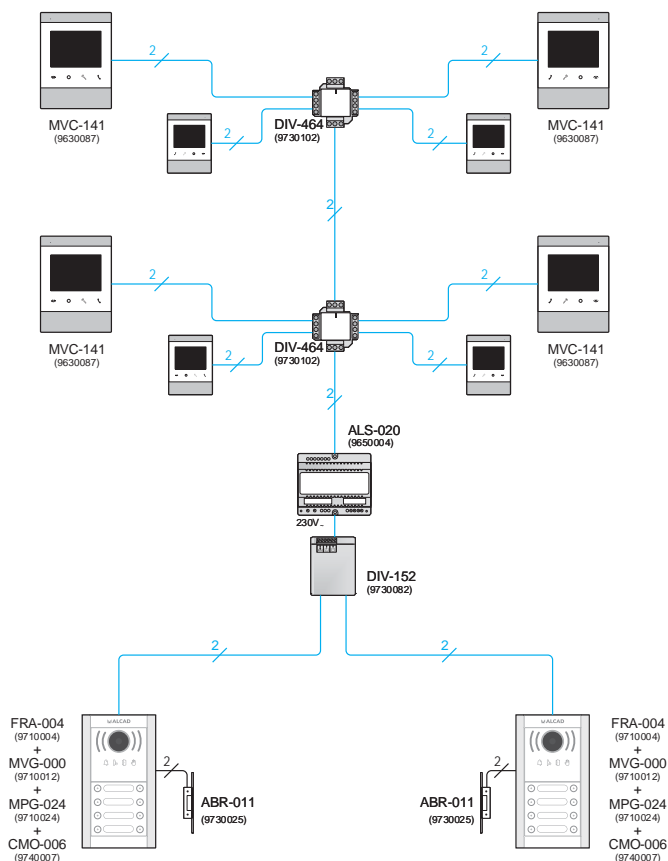 2
2
MVC-141
(9630087)
2
DIV-464
(9730102)
2
MVC-141
(9630087)
2
2
2
MVC-141
(9630087)
2
DIV-464
(9730102)
2
MVC-141
(9630087)
2
ALS-020
(9650004)
230V~
DIV-152
(9730082)
2
2
FRA-004
(9710004)
+
MVG-000
(9710012)
+
MPG-024
(9710024)
+
CMO-006
(9740007)
ALCAD
2
ABR-011
(9730025)
ALCAD
2
ABR-011
(9730025)
FRA-004
(9710004)
+
MVG-000
(9710012)
+
MPG-024
(9710024)
+
CMO-006
(9740007)